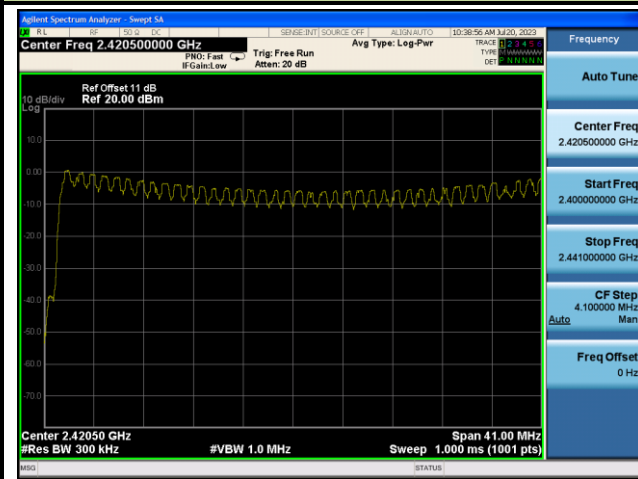 Agilent Spectrum Analyzer - Swept SA
RL RF 50 Ω DC SENSE:INT SOURCE OFF ALIGN AUTO 10:38:56 AM Jul 20, 2023
Center Freq 2.420500000 GHz
PNO: Fast
IFGain:Low
Trig: Free Run
Atten: 20 dB
Avg Type: Log-Pwr
TRACE 1 2 3 4 5 6
TYPE
DET P N N N N N
Ref Offset 11 dB
10 dB/div Ref 20.00 dBm
Log
10.0
0.00
-10.0
-20.0
-30.0
-40.0
-50.0
-60.0
-70.0
Center 2.42050 GHz
Span 41.00 MHz
#Res BW 300 kHz
#VBW 1.0 MHz
Sweep 1.000 ms (1001 pts)
MSG
STATUS
Frequency
Auto Tune
Center Freq
2.420500000 GHz
Start Freq
2.400000000 GHz
Stop Freq
2.441000000 GHz
CF Step
4.100000 MHz
Auto Man
Freq Offset
0 Hz